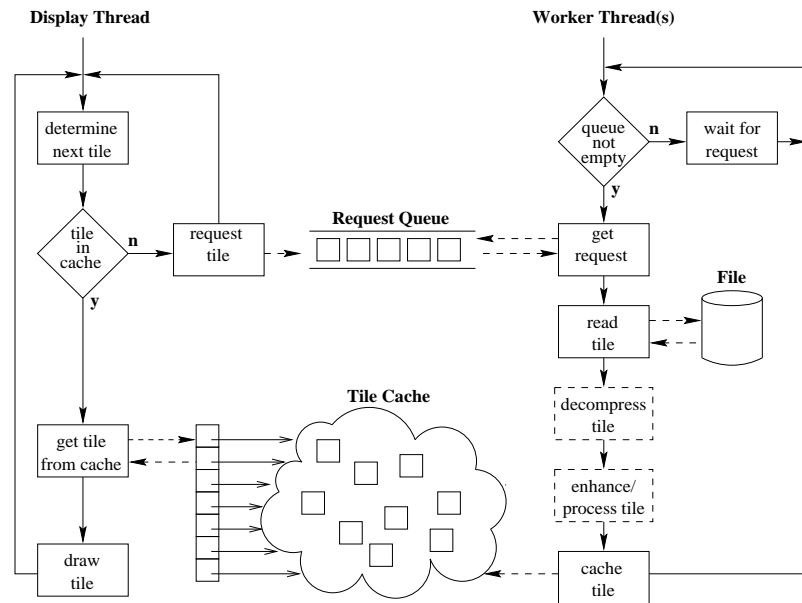 Display Thread
determine
next tile
tile
in
cache
n
y
request
tile
get tile
from cache
draw
tile
Request Queue
Tile Cache
Worker Thread(s)
queue
not
empty
n
y
wait for
request
get
request
read
tile
File
decompress
tile
enhance/
process tile
cache
tile